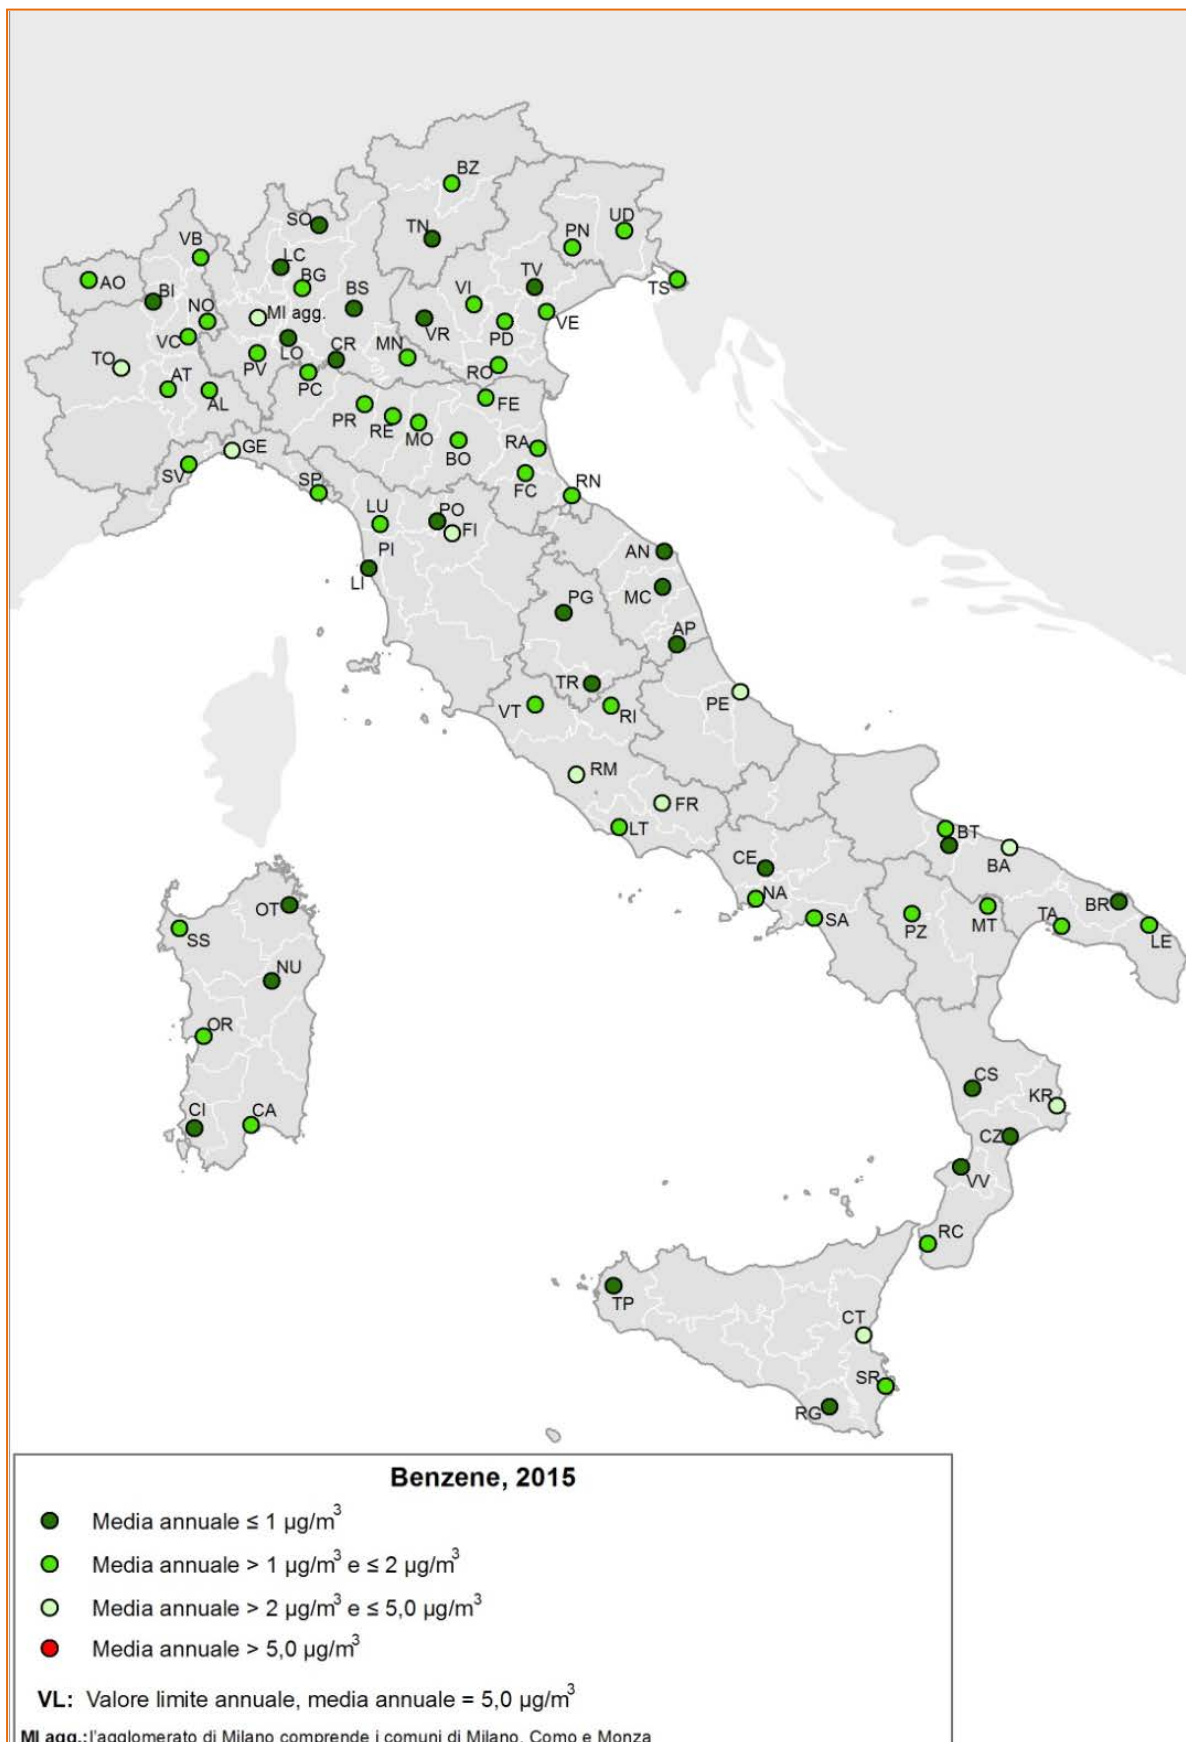 BZ
SO
TN
UD
PN
VB
LC
BG
TV
TS
AO
BI
BS
VI
NO
MI agg.
VR
PD
VE
VC
LO
CR
MN
TO
PV
RO
AT
PC
AL
FE
PR
RE
MO
BO
RA
GE
SV
SP
FC
RN
LU
PO
FI
PI
AN
LI
PG
MC
AP
TR
VT
RI
PE
RM
FR
LT
BT
CE
BA
NA
OT
SS
SA
PZ
MT
TA
BR
LE
NU
OR
CS
KR
CI
CA
CZ
VV
RC
TP
CT
SR
RG
Benzene, 2015
Media annuale ≤ 1 µg/m³
Media annuale > 1 µg/m³ e ≤ 2 µg/m³
Media annuale > 2 µg/m³ e ≤ 5,0 µg/m³
Media annuale > 5,0 µg/m³
VL: Valore limite annuale, media annuale = 5,0 µg/m³
MI agg.:l'agglomerato di Milano comprende i comuni di Milano, Como e Monza